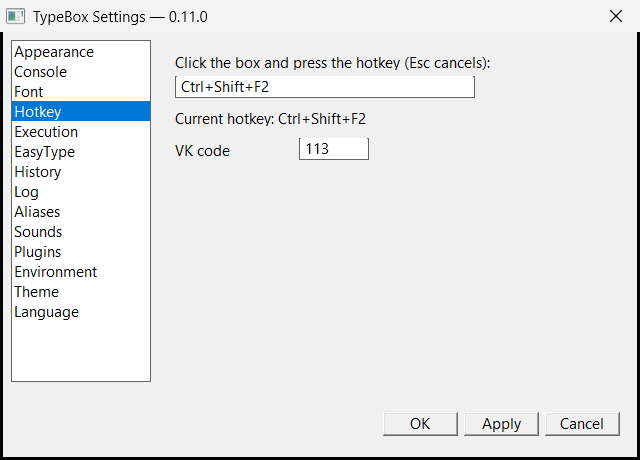 TypeBox Settings — 0.11.0
Appearance
Console
Font
Hotkey
Execution
EasyType
History
Log
Aliases
Sounds
Plugins
Environment
Theme
Language
Click the box and press the hotkey (Esc cancels):
Ctrl+Shift+F2
Current hotkey: Ctrl+Shift+F2
VK code 113
OK Apply Cancel